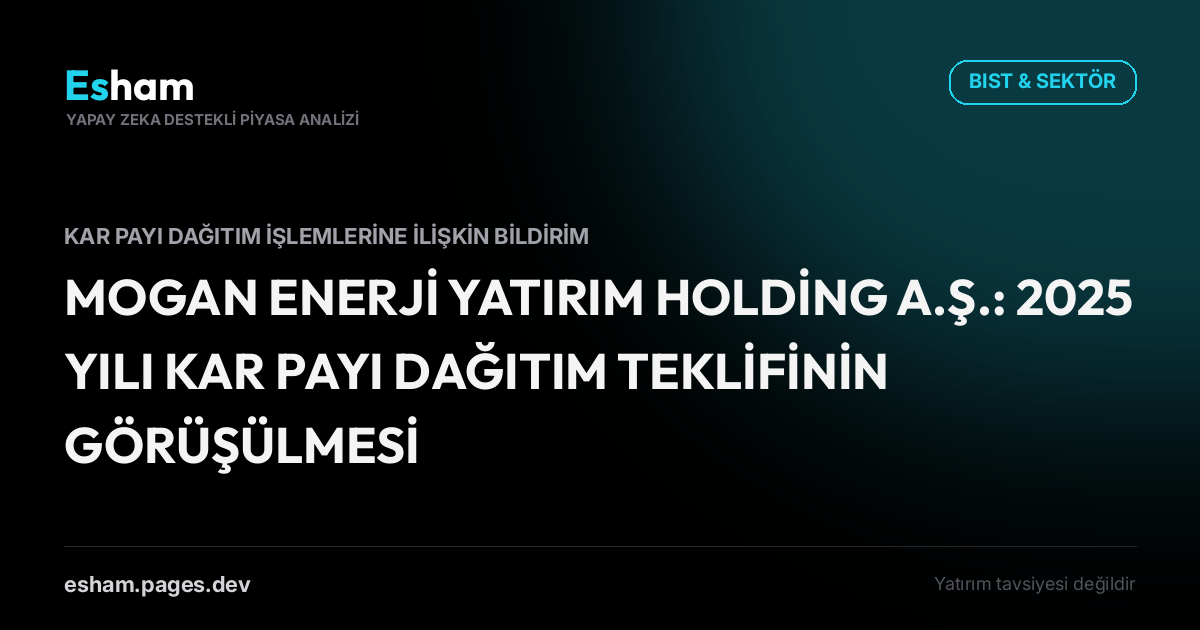 Esham
YAPAY ZEKA DESTEKLİ PİYASA ANALİZİ
BIST & SEKTÖR
KAR PAYI DAĞITIM İŞLEMLERİNE İLİŞKİN BİLDİRİM
MOGAN ENERJİ YATIRIM HOLDİNG A.Ş.: 2025
YILI KAR PAYI DAĞITIM TEKLİFİNİN
GÖRÜŞÜLMESİ
esham.pages.dev
Yatırım tavsiyesi değildir